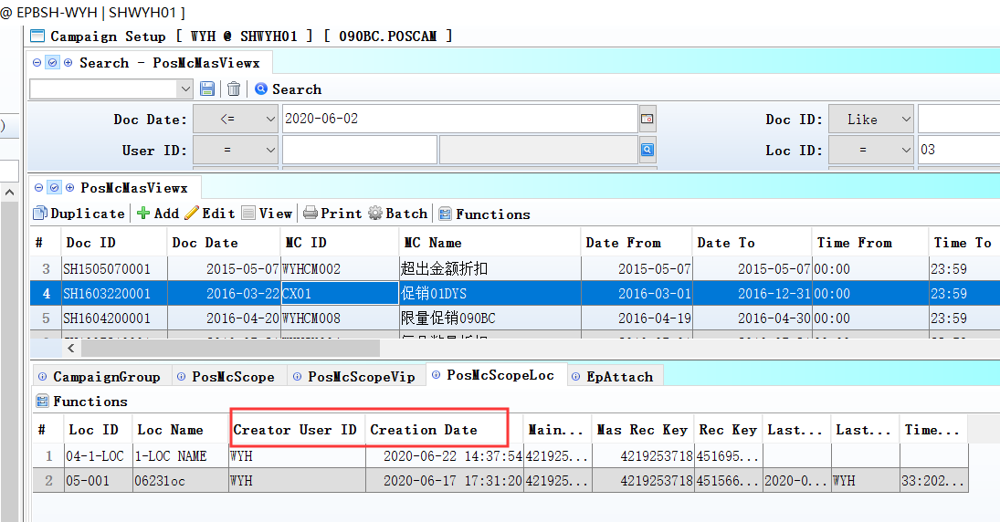 @ EPBSH-WYH | SHWYH01 ]
Campaign Setup [ WYH @ SHWYH01 ] [ 090BC.POSCAM ]
Search - PosMcMasViewx
Search
Doc Date: <= 2020-06-02 Doc ID: Like
)
User ID: = Loc ID: = 03
PosMcMasViewx
Duplicate Add Edit View Print Batch Functions
# Doc ID Doc Date MC ID MC Name Date From Date To Time From Time To
3 SH1505070001 2015-05-07 WYHCM002 超出金额折扣 2015-05-07 2015-05-07 00:00 23:59
4 SH1603220001 2016-03-22 CX01 促销01DYS 2016-03-01 2016-12-31 00:00 23:59
5 SH1604200001 2016-04-20 WYHCM008 限量促销090BC 2016-04-19 2016-04-30 00:00 23:59
CampaignGroup PosMcScope PosMcScopeVip PosMcScopeLoc EpAttach
Functions
# Loc ID Loc Name Creator User ID Creation Date Main... Mas Rec Key Rec Key Last... Last... Time...
1 04-1-LOC 1-LOC NAME WYH 2020-06-22 14:37:54 421925... 4219253718 451695...
2 05-001 0623loc WYH 2020-06-17 17:31:20 421925... 4219253718 451566... 2020-0... WYH 33:202...